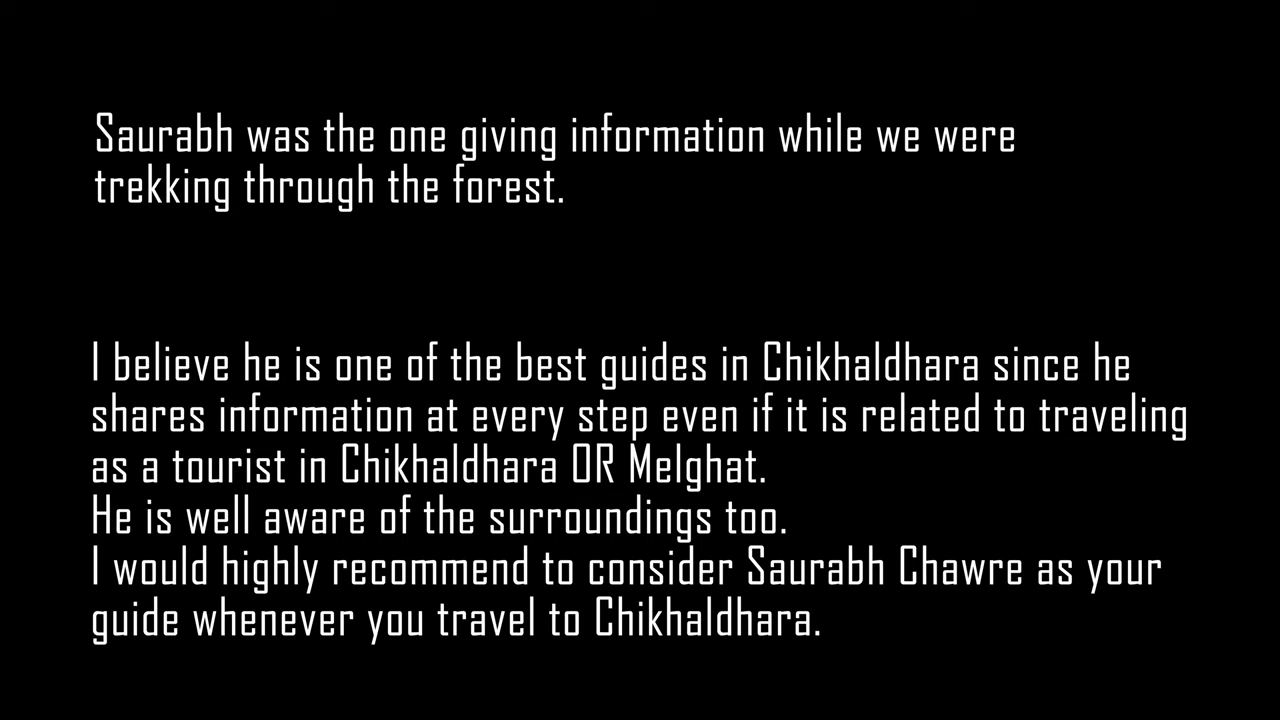 Saurabh was the one giving information while we were
trekking through the forest.
I believe he is one of the best guides in Chikhaldhara since he
shares information at every step even if it is related to traveling
as a tourist in Chikhaldhara OR Melghat.
He is well aware of the surroundings too.
I would highly recommend to consider Saurabh Chawre as your
guide whenever you travel to Chikhaldhara.